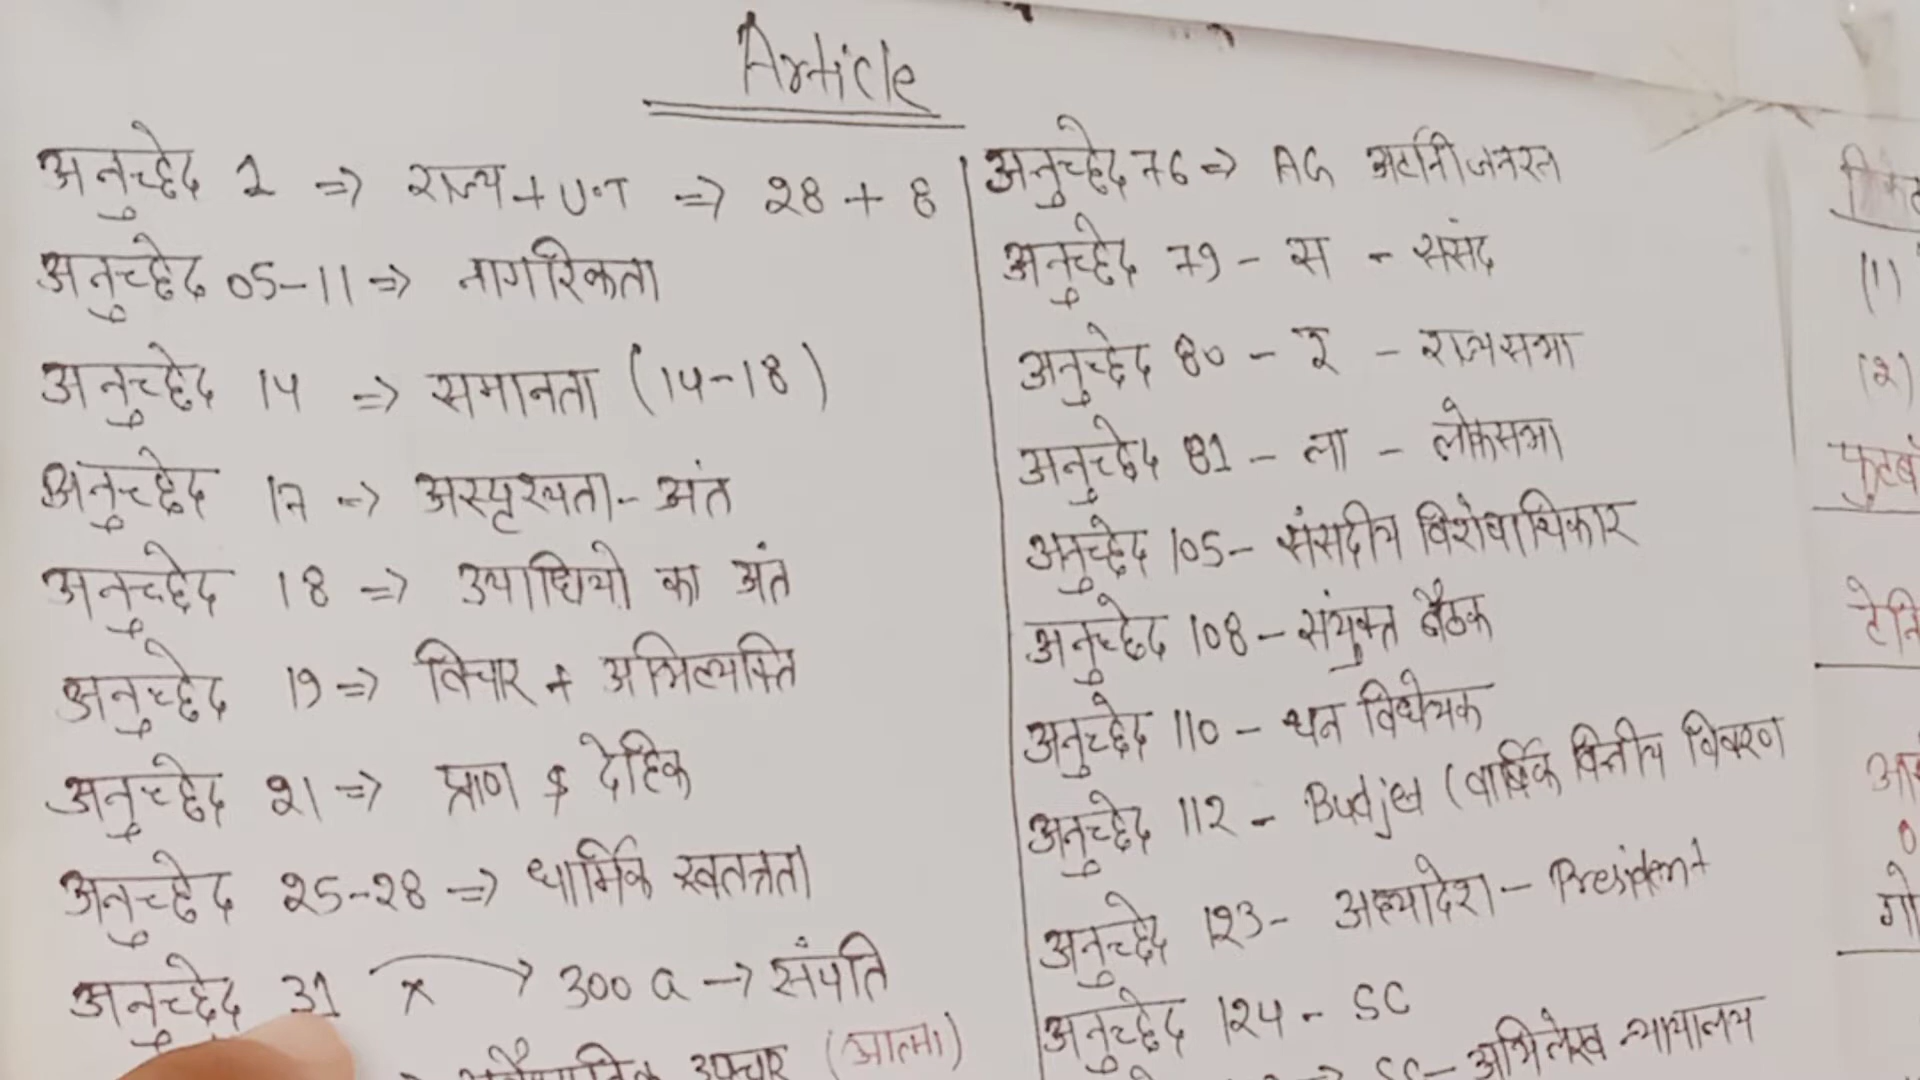 Article
अनुच्छेद 1 => राज्य + U.T => 28 + 8
अनुच्छेद 05-11 => नागरिकता
अनुच्छेद 14 => समानता (14-18)
अनुच्छेद 17 => अस्पृश्यता - अंत
अनुच्छेद 18 => उपाधियो का अंत
अनुच्छेद 19 => विचार + अभिव्यक्ति
अनुच्छेद 21 => प्राण & दैहिक
अनुच्छेद 25-28 => धार्मिक स्वतन्त्रता
अनुच्छेद 31 x → 300 a → संपति
उपचार (आत्मा)
अनुच्छेद 76 => AG अटार्नी जनरल
अनुच्छेद 79 - स - संसद
अनुच्छेद 80 - र - राज्यसभा
अनुच्छेद 81 - ला - लोकसभा
अनुच्छेद 105 - संसदीय विशेषाधिकार
अनुच्छेद 108 - संयुक्त बैठक
अनुच्छेद 110 - धन विधेयक
अनुच्छेद 112 - Budjet (वार्षिक वित्तीय विवरण
अनुच्छेद 123 - अध्यादेश - President
अनुच्छेद 124 - SC
SC - अभिलेख न्यायालय
(1)
(2)